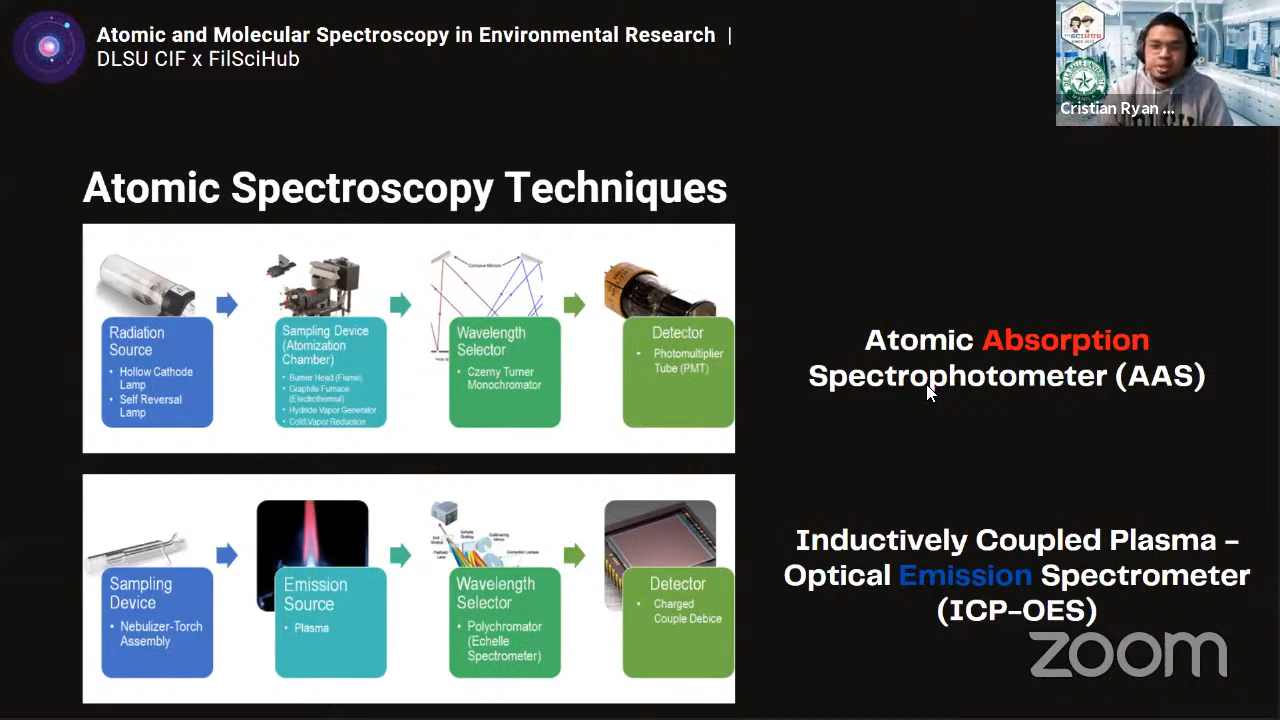 Atomic and Molecular Spectroscopy in Environmental Research |
DLSU CIF x FilSciHub
Cristian Ryan ...
Atomic Spectroscopy Techniques
Concave Mirrors
Radiation
Source
• Hollow Cathode
Lamp
• Self Reversal
Lamp
Sampling Device
(Atomization
Chamber)
• Burner Head (Flame)
• Graphite Furnace
(Electrothermal)
• Hydride Vapor Generator
• Cold Vapor Reduction
Wavelength
Selector
• Czerny Turner
Monochromator
Detector
• Photomultiplier
Tube (PMT)
Atomic Absorption
Spectrophotometer (AAS)
Sampling
Device
• Nebulizer-Torch
Assembly
Emission
Source
• Plasma
Wavelength
Selector
• Polychromator
(Echelle
Spectrometer)
Detector
• Charged
Couple Debice
Inductively Coupled Plasma –
Optical Emission Spectrometer
(ICP-OES)
zoom